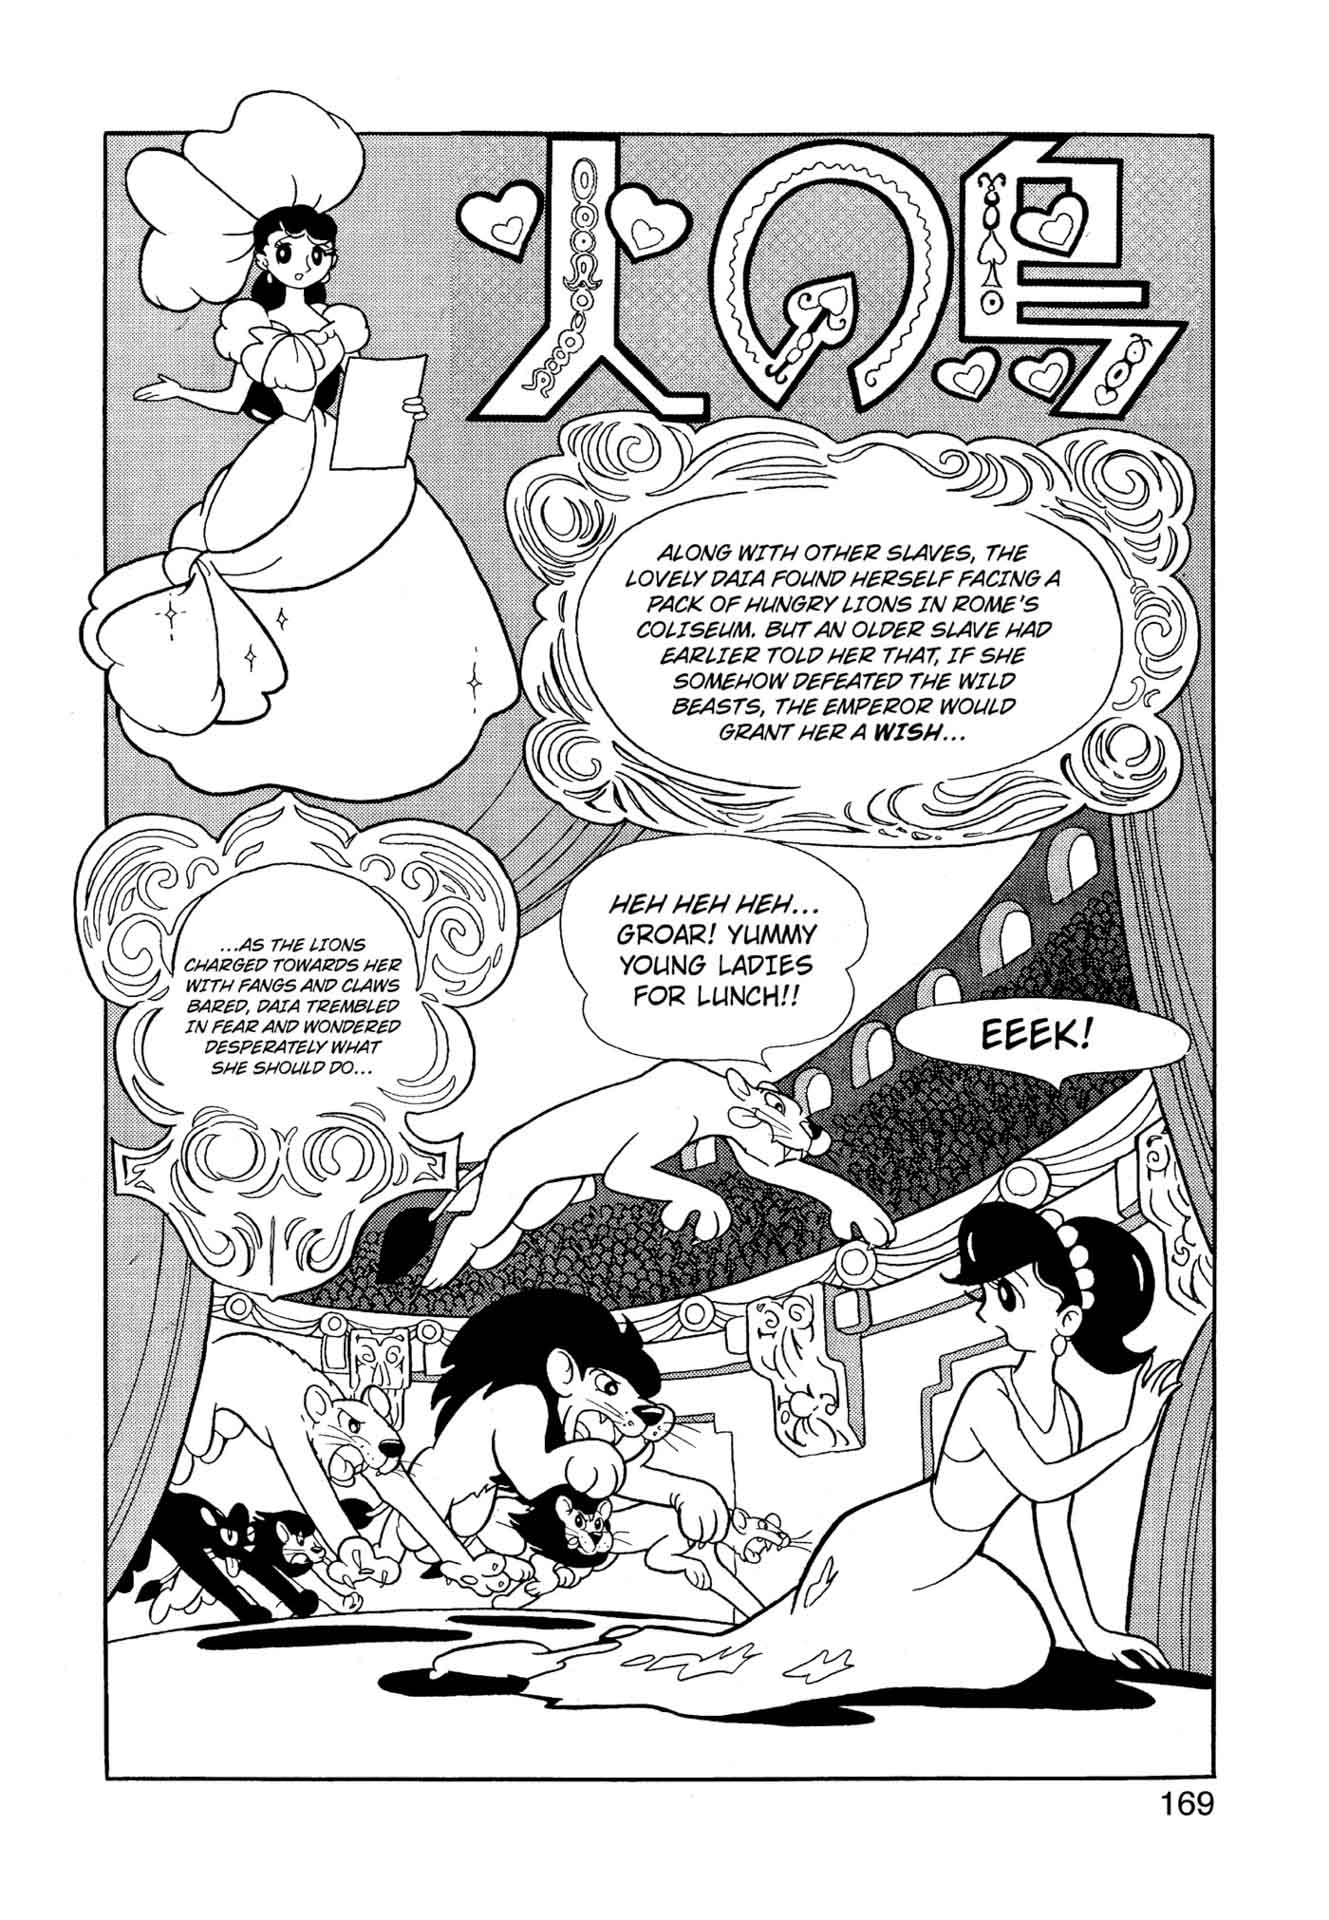 火の鳥
ALONG WITH OTHER SLAVES, THE
LOVELY DAIA FOUND HERSELF FACING A
PACK OF HUNGRY LIONS IN ROME'S
COLISEUM. BUT AN OLDER SLAVE HAD
EARLIER TOLD HER THAT, IF SHE
SOMEHOW DEFEATED THE WILD
BEASTS, THE EMPEROR WOULD
GRANT HER A WISH...
...AS THE LIONS
CHARGED TOWARDS HER
WITH FANGS AND CLAWS
BARED, DAIA TREMBLED
IN FEAR AND WONDERED
DESPERATELY WHAT
SHE SHOULD DO...
HEH HEH HEH...
GROAR! YUMMY
YOUNG LADIES
FOR LUNCH!!
EEEK!
169